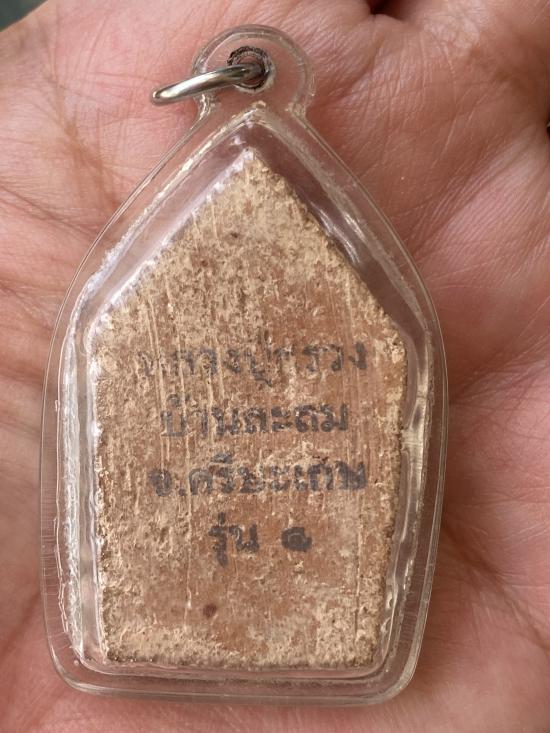 หลวงปู่สรวง
บ้านละลม
จ.ศรีษะเกษ
รุ่น ๑